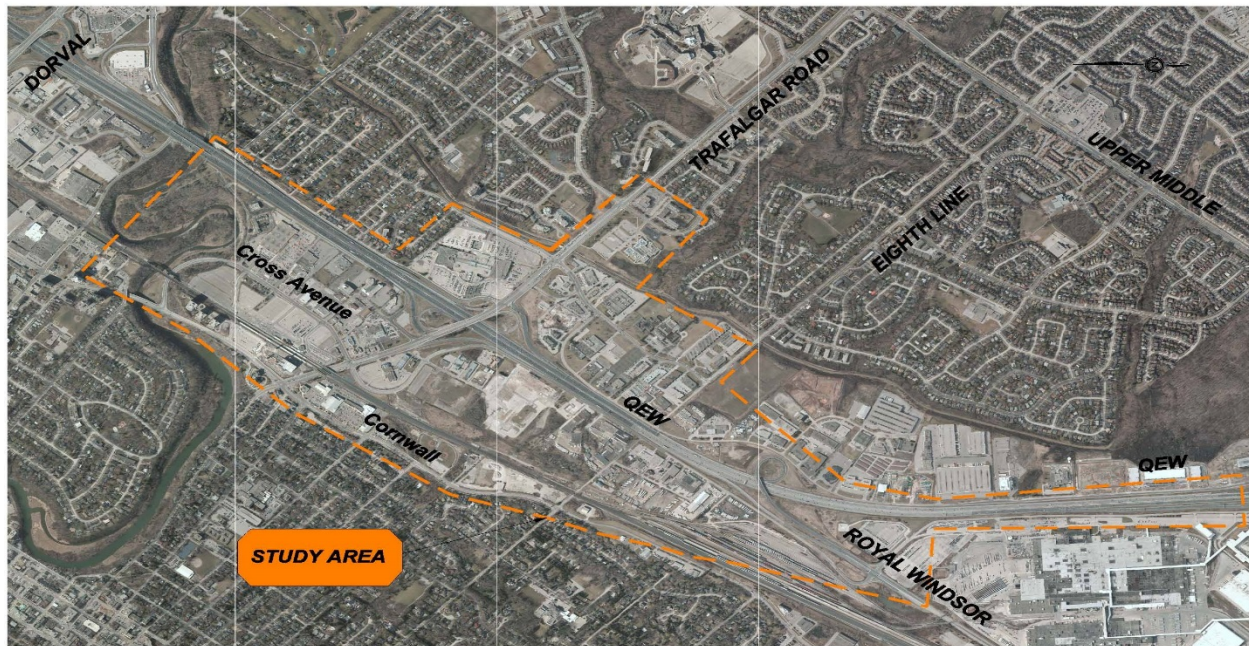 DORVAL
TRAFALGAR ROAD
UPPER MIDDLE
EIGHTH LINE
Cross Avenue
QEW
Cornwall
QEW
STUDY AREA
ROYAL WINDSOR